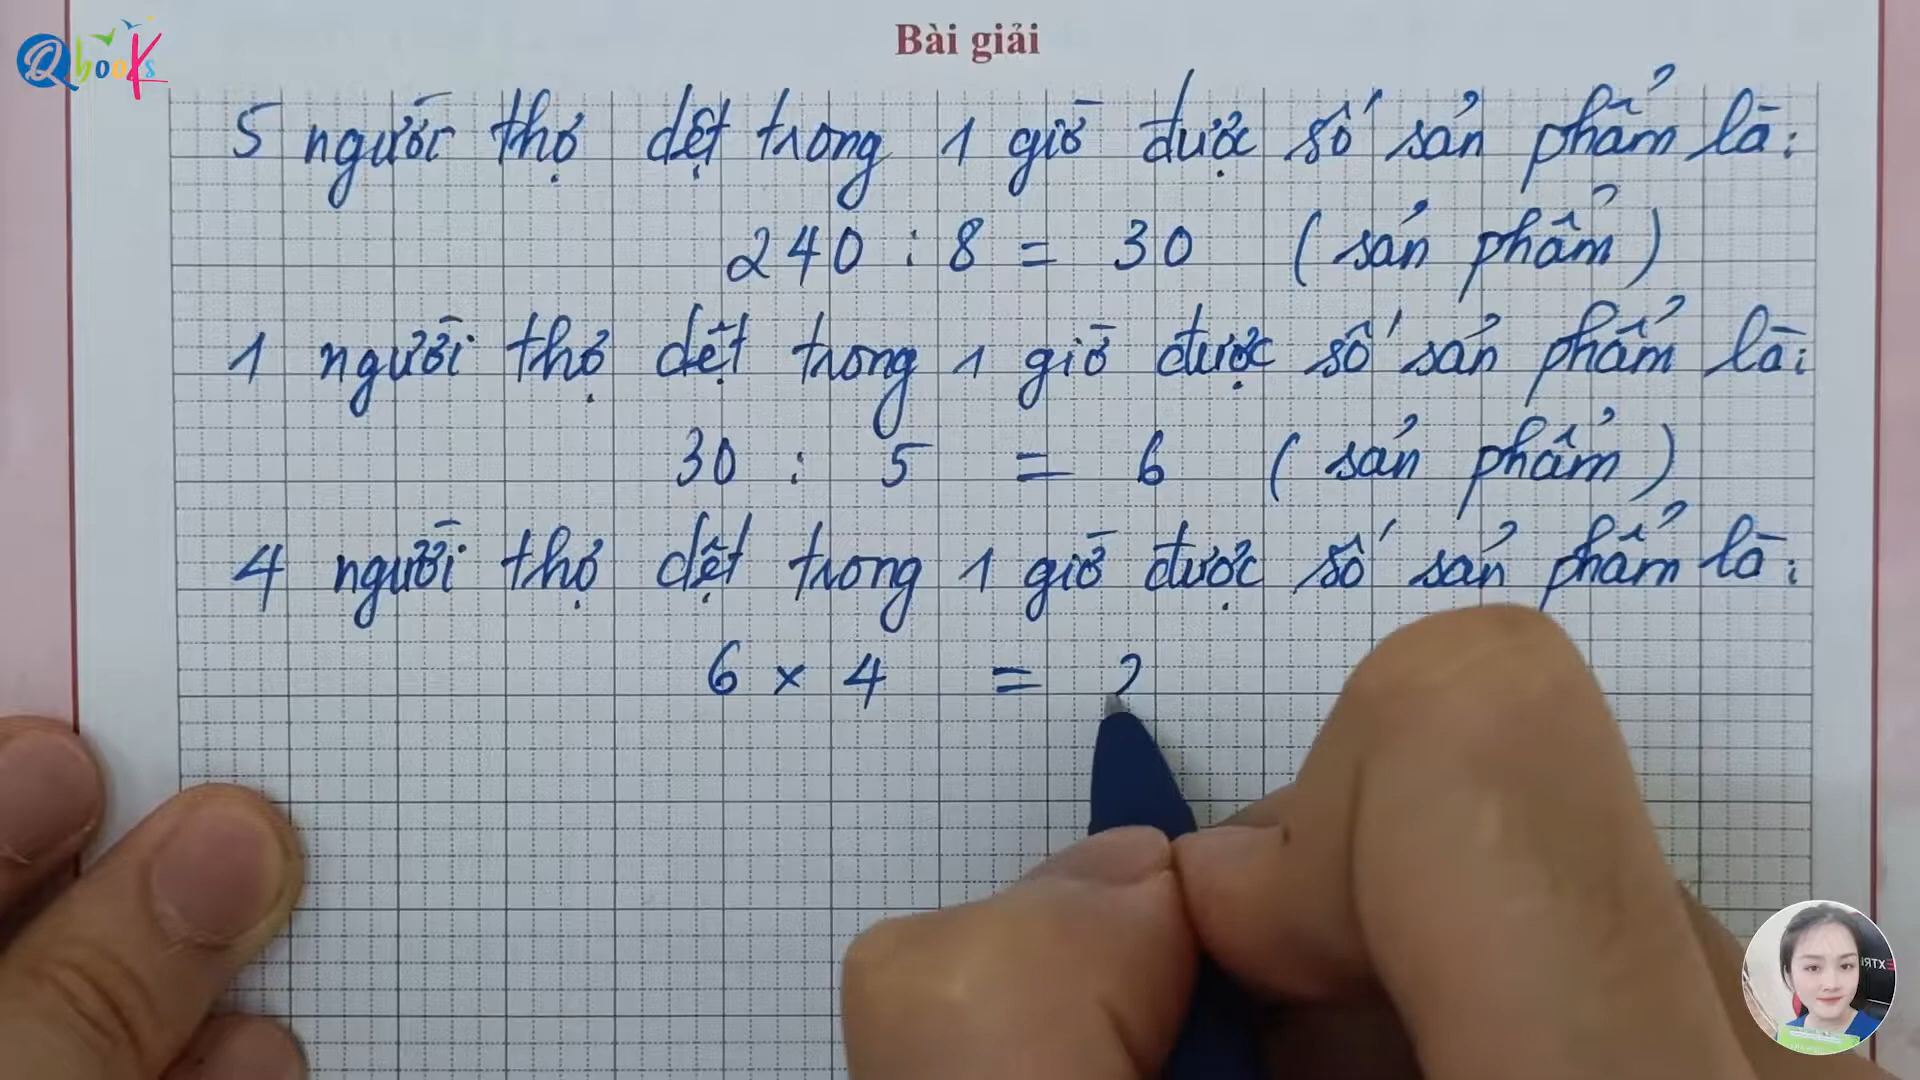 Qbooks
Bài giải
5 người thợ dệt trong 1 giờ được số sản phẩm là:
240 : 8 = 30 (sản phẩm)
1 người thợ dệt trong 1 giờ được số sản phẩm là:
30 : 5 = 6 (sản phẩm)
4 người thợ dệt trong 1 giờ được số sản phẩm là:
6 × 4 = 2